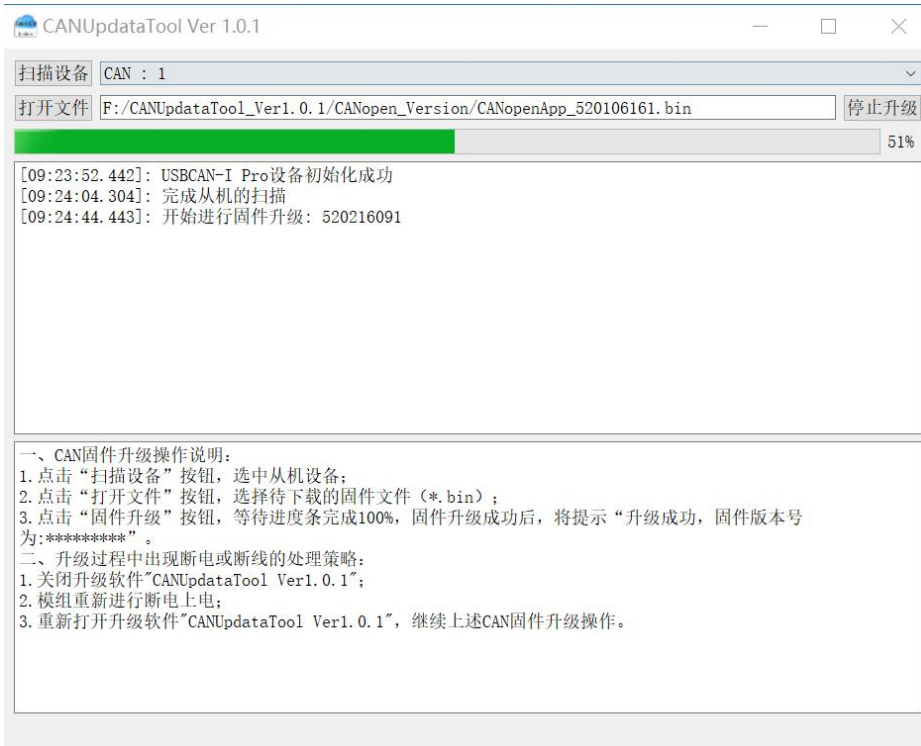 CANUpdataTool Ver 1.0.1
扫描设备 CAN : 1
打开文件 F:/CANUpdataTool_Ver1.0.1/CANopen_Version/CANopenApp_520106161.bin 停止升级
51%
[09:23:52.442]: USBCAN-I Pro设备初始化成功
[09:24:04.304]: 完成从机的扫描
[09:24:44.443]: 开始进行固件升级: 520216091
一、CAN固件升级操作说明:
1.点击“扫描设备”按钮，选中从机设备;
2.点击“打开文件”按钮，选择待下载的固件文件（*.bin）;
3.点击“固件升级”按钮，等待进度条完成100%，固件升级成功后，将提示“升级成功，固件版本号
为:*********”。
二、升级过程中出现断电或断线的处理策略:
1.关闭升级软件"CANUpdataTool Ver1.0.1";
2.模组重新进行断电上电;
3.重新打开升级软件"CANUpdataTool Ver1.0.1"，继续上述CAN固件升级操作。